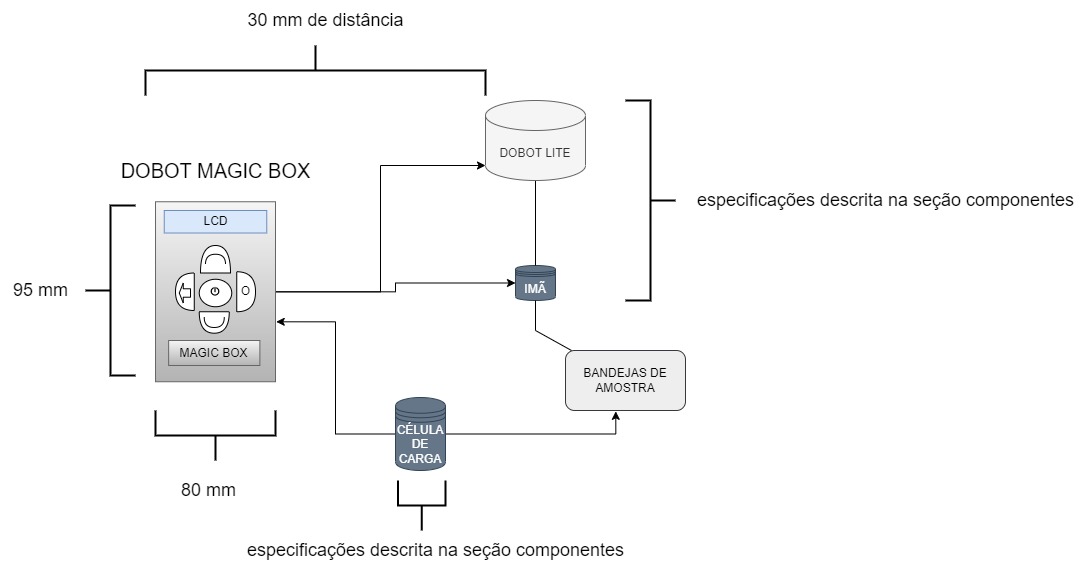 30 mm de distância
DOBOT LITE
DOBOT MAGIC BOX
especificações descrita na seção componentes
LCD
95 mm
IMÃ
MAGIC BOX
BANDEJAS DE
AMOSTRA
CÉLULA
DE
CARGA
80 mm
especificações descrita na seção componentes